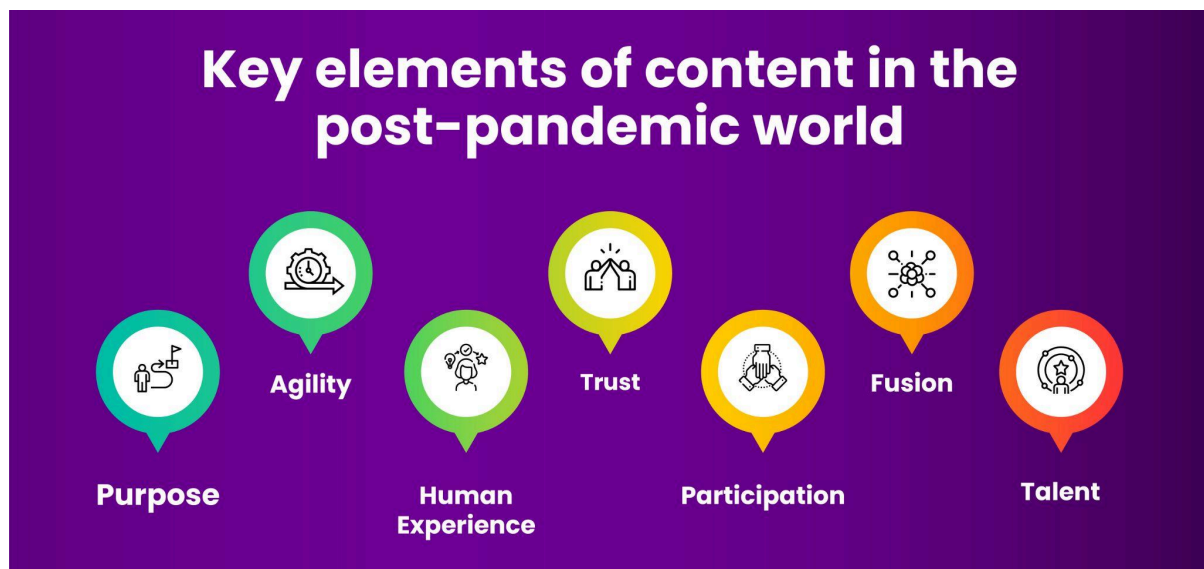 Key elements of content in the
post-pandemic world
Purpose
Agility
Human
Experience
Trust
Participation
Fusion
Talent